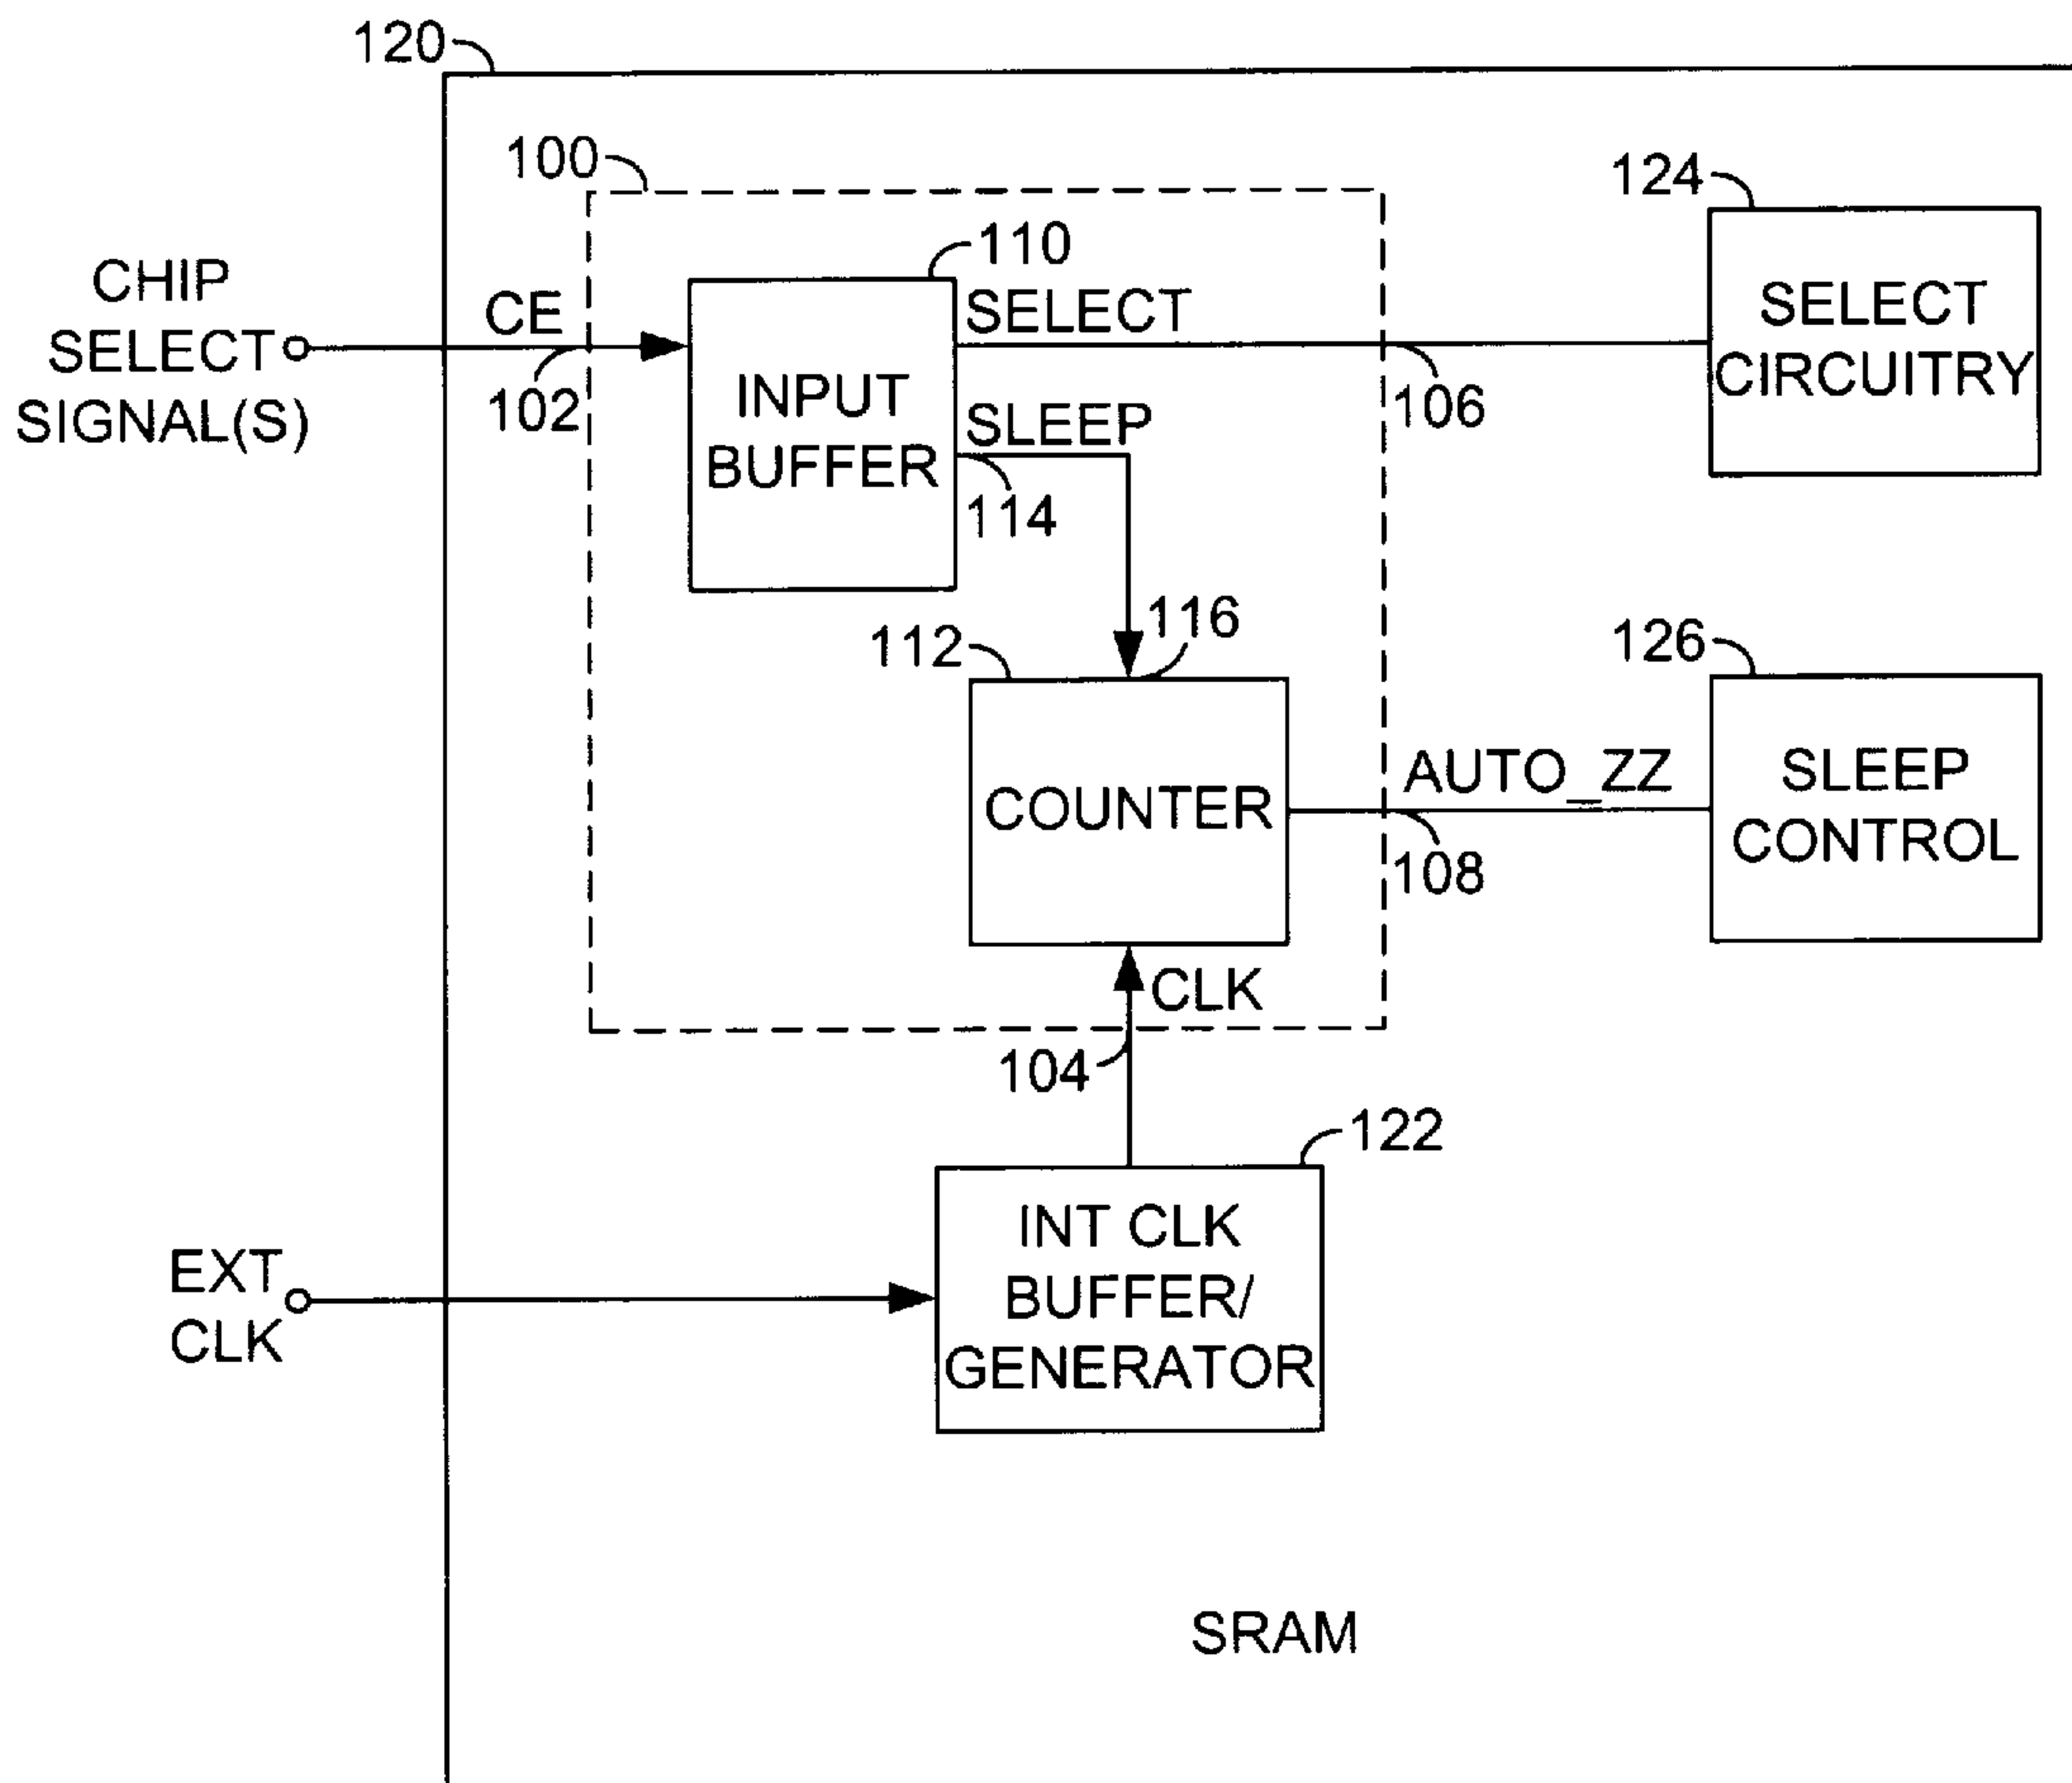 120
100
124
110
CHIP
SELECT
SIGNAL(S)
CE
102
SELECT
106
SELECT
CIRCUITRY
INPUT
BUFFER
SLEEP
114
116
112
126
COUNTER
AUTO_ZZ
108
SLEEP
CONTROL
CLK
104
122
EXT
CLK
INT CLK
BUFFER/
GENERATOR
SRAM